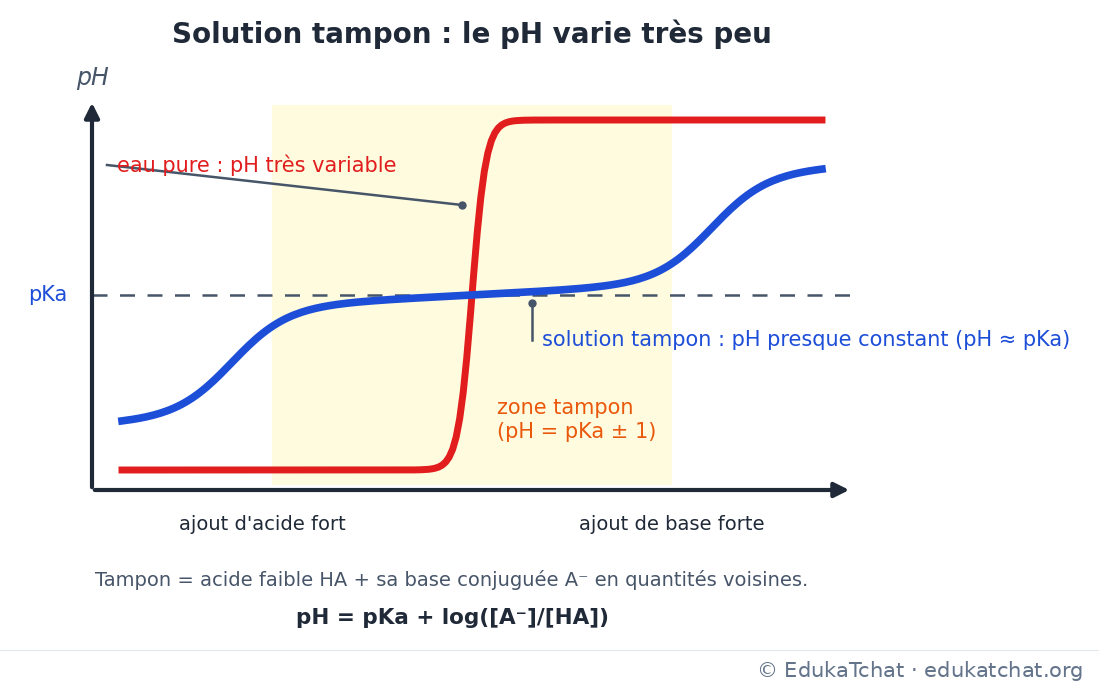 Solution tampon : le pH varie très peu
pH
eau pure : pH très variable
pKa
solution tampon : pH presque constant (pH ≈ pKa)
zone tampon
(pH = pKa ± 1)
ajout d'acide fort
ajout de base forte
Tampon = acide faible HA + sa base conjuguée A⁻ en quantités voisines.
pH = pKa + log([A⁻]/[HA])
© EdukaTchat · edukatchat.org